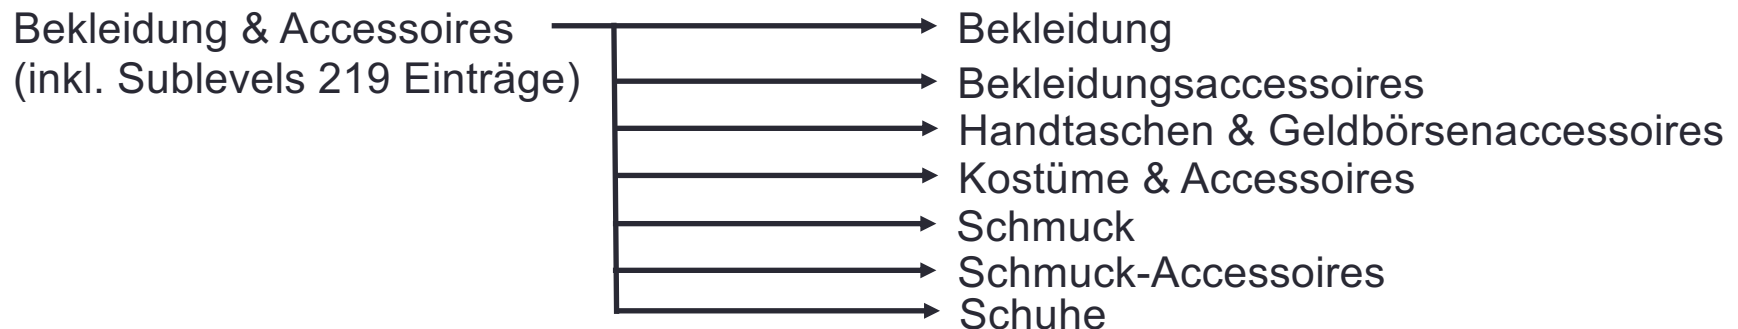 Bekleidung & Accessoires
(inkl. Sublevels 219 Einträge)
Bekleidung
Bekleidungsaccessoires
Handtaschen & Geldbörsenaccessoires
Kostüme & Accessoires
Schmuck
Schmuck-Accessoires
Schuhe